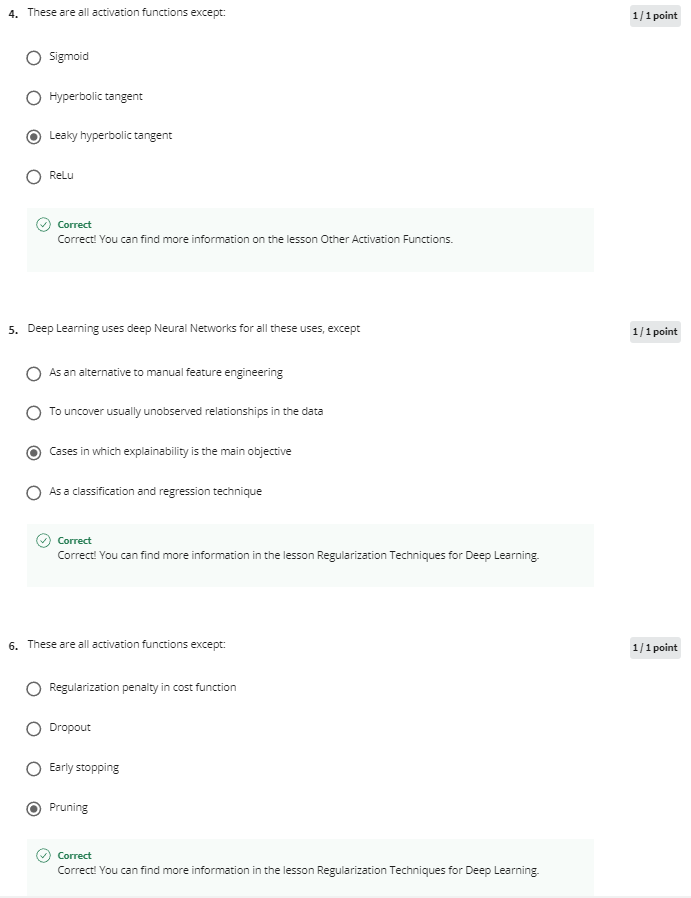 4. These are all activation functions except:
1 / 1 point
Sigmoid
Hyperbolic tangent
Leaky hyperbolic tangent
ReLu
Correct
Correct! You can find more information on the lesson Other Activation Functions.
5. Deep Learning uses deep Neural Networks for all these uses, except
1 / 1 point
As an alternative to manual feature engineering
To uncover usually unobserved relationships in the data
Cases in which explainability is the main objective
As a classification and regression technique
Correct
Correct! You can find more information in the lesson Regularization Techniques for Deep Learning.
6. These are all activation functions except:
1 / 1 point
Regularization penalty in cost function
Dropout
Early stopping
Pruning
Correct
Correct! You can find more information in the lesson Regularization Techniques for Deep Learning.